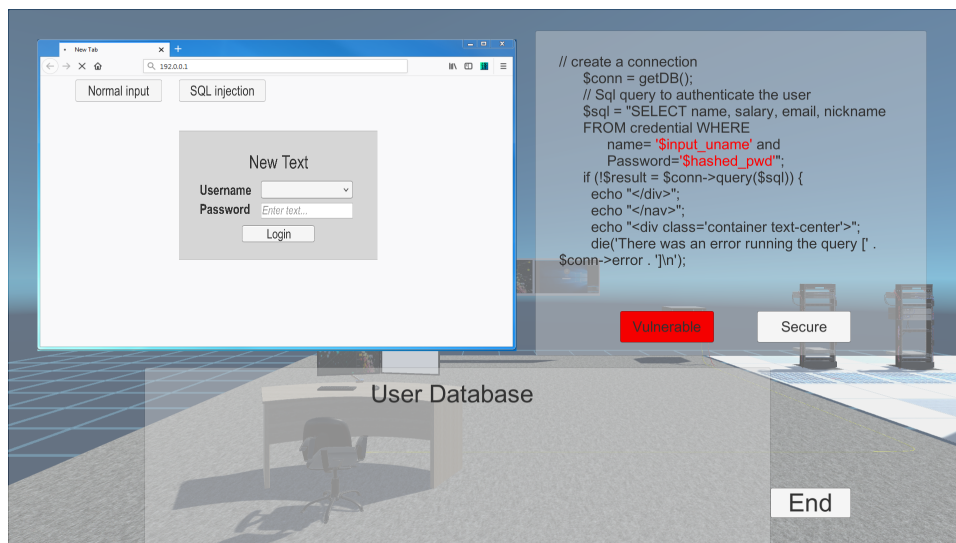 New Tab
192.0.0.1
Normal input
SQL injection
New Text
Username
Password
Enter text...
Login
// create a connection
$conn = getDB();
// Sql query to authenticate the user
$sql = "SELECT name, salary, email, nickname
FROM credential WHERE
name= '$input_uname' and
Password='$hashed_pwd'";
if (!$result = $conn->query($sql)) {
echo "</div>";
echo "</nav>";
echo "<div class='container text-center'>";
die('There was an error running the query [' .
$conn->error . ']\n');
Vulnerable
Secure
User Database
End